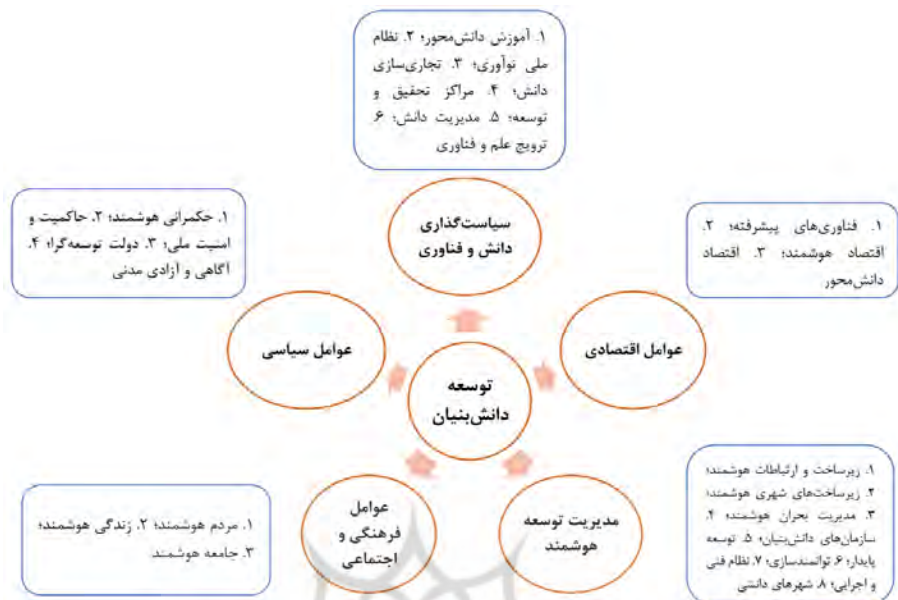 ۱. آموزش دانش‌محور؛ ۲. نظام
ملی نوآوری؛ ۳. تجاری‌سازی
دانش؛ ۴. مراکز تحقیق و
توسعه؛ ۵. مدیریت دانش؛ ۶.
ترویج علم و فناوری
سیاست‌گذاری
دانش و فناوری
۱. فناوری‌های پیشرفته؛ ۲.
اقتصاد هوشمند؛ ۳. اقتصاد
دانش‌محور
عوامل اقتصادی
۱. حکمرانی هوشمند؛ ۲. حاکمیت و
امنیت ملی؛ ۳. دولت توسعه‌گرا؛ ۴.
آگاهی و آزادی مدنی
عوامل سیاسی
توسعه
دانش‌بنیان
۱. زیرساخت و ارتباطات هوشمند؛
۲. زیرساخت‌های شهری هوشمند؛
۳. مدیریت بحران هوشمند؛ ۴.
سازمان‌های دانش‌بنیان؛ ۵. توسعه
پایدار؛ ۶. توانمندسازی؛ ۷. نظام فنی
و اجرایی؛ ۸. شهرهای دانشی
مدیریت توسعه
هوشمند
عوامل
فرهنگی و
اجتماعی
۱. مردم هوشمند؛ ۲. زندگی هوشمند؛
۳. جامعه هوشمند